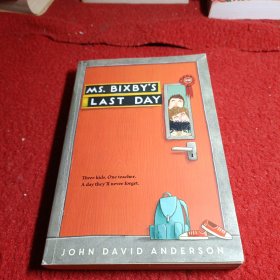 MS. BIXBY'S
LAST DAY
Three kids. One teacher.
A day they'll never forget.
JOHN DAVID ANDERSON